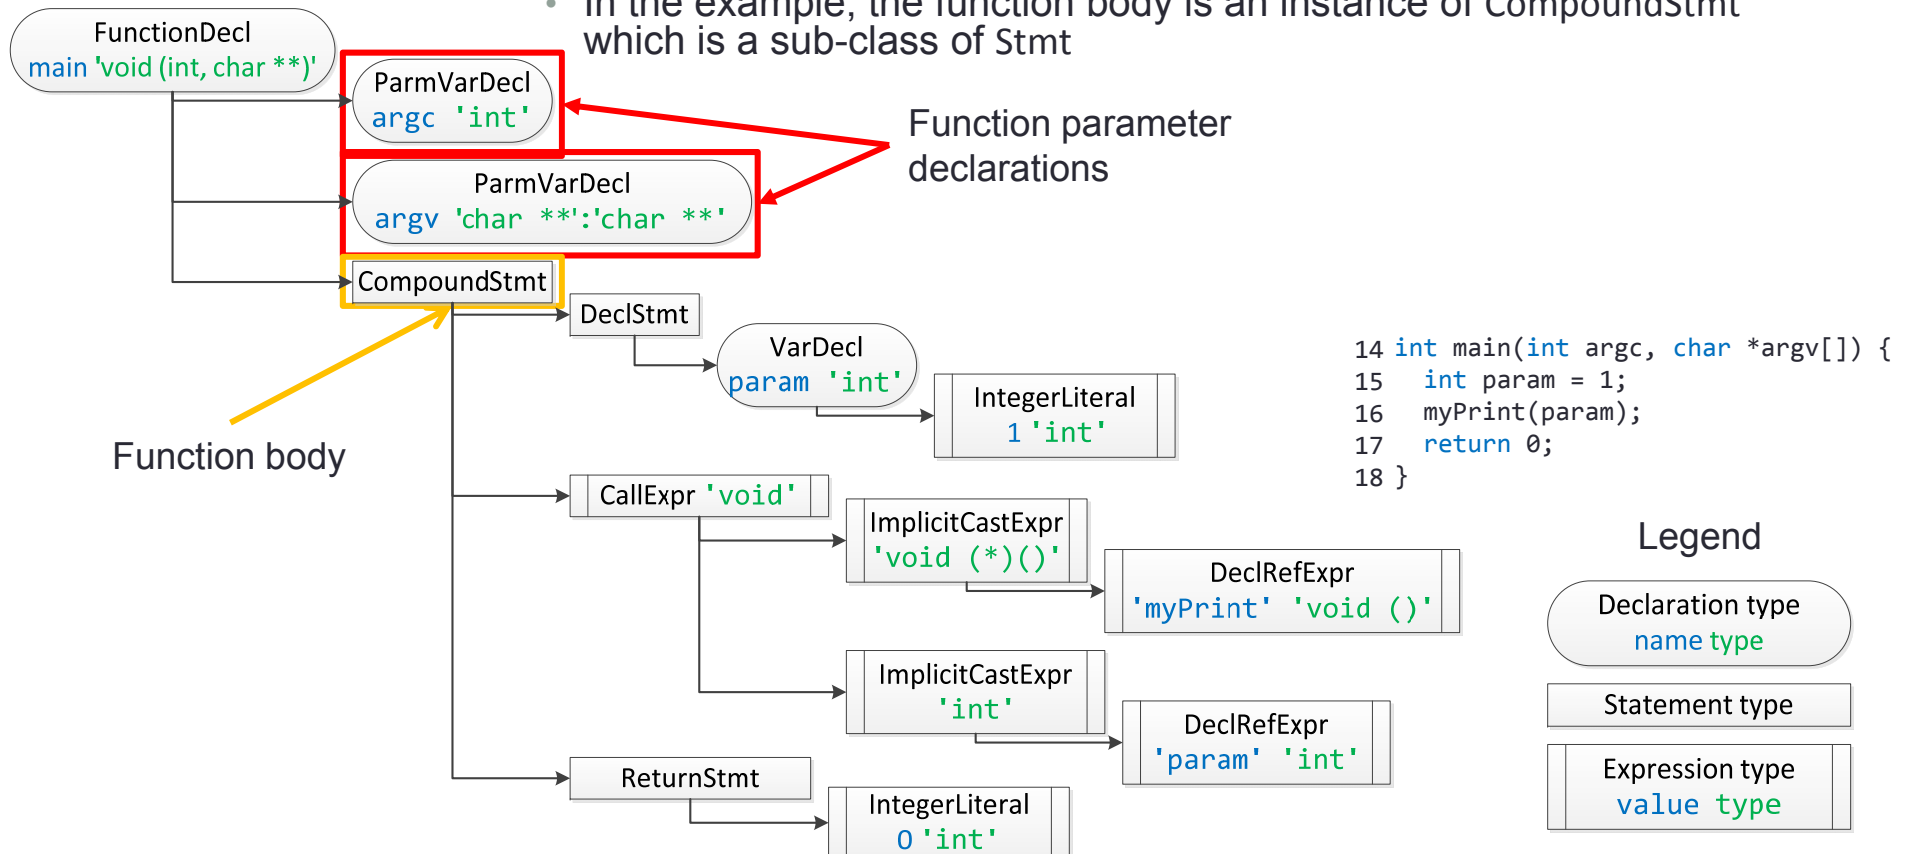 • In the example, the function body is an instance of CompoundStmt
which is a sub-class of Stmt
FunctionDecl
main 'void (int, char **)'
ParmVarDecl
argc 'int'
Function parameter
declarations
ParmVarDecl
argv 'char **':'char **'
CompoundStmt
DeclStmt
VarDecl
param 'int'
IntegerLiteral
1 'int'
Function body
CallExpr 'void'
ImplicitCastExpr
'void (*)()'
DeclRefExpr
'myPrint' 'void ()'
ImplicitCastExpr
'int'
DeclRefExpr
'param' 'int'
ReturnStmt
IntegerLiteral
0 'int'
14 int main(int argc, char *argv[]) {
15 int param = 1;
16 myPrint(param);
17 return 0;
18 }
Legend
Declaration type
name type
Statement type
Expression type
value type